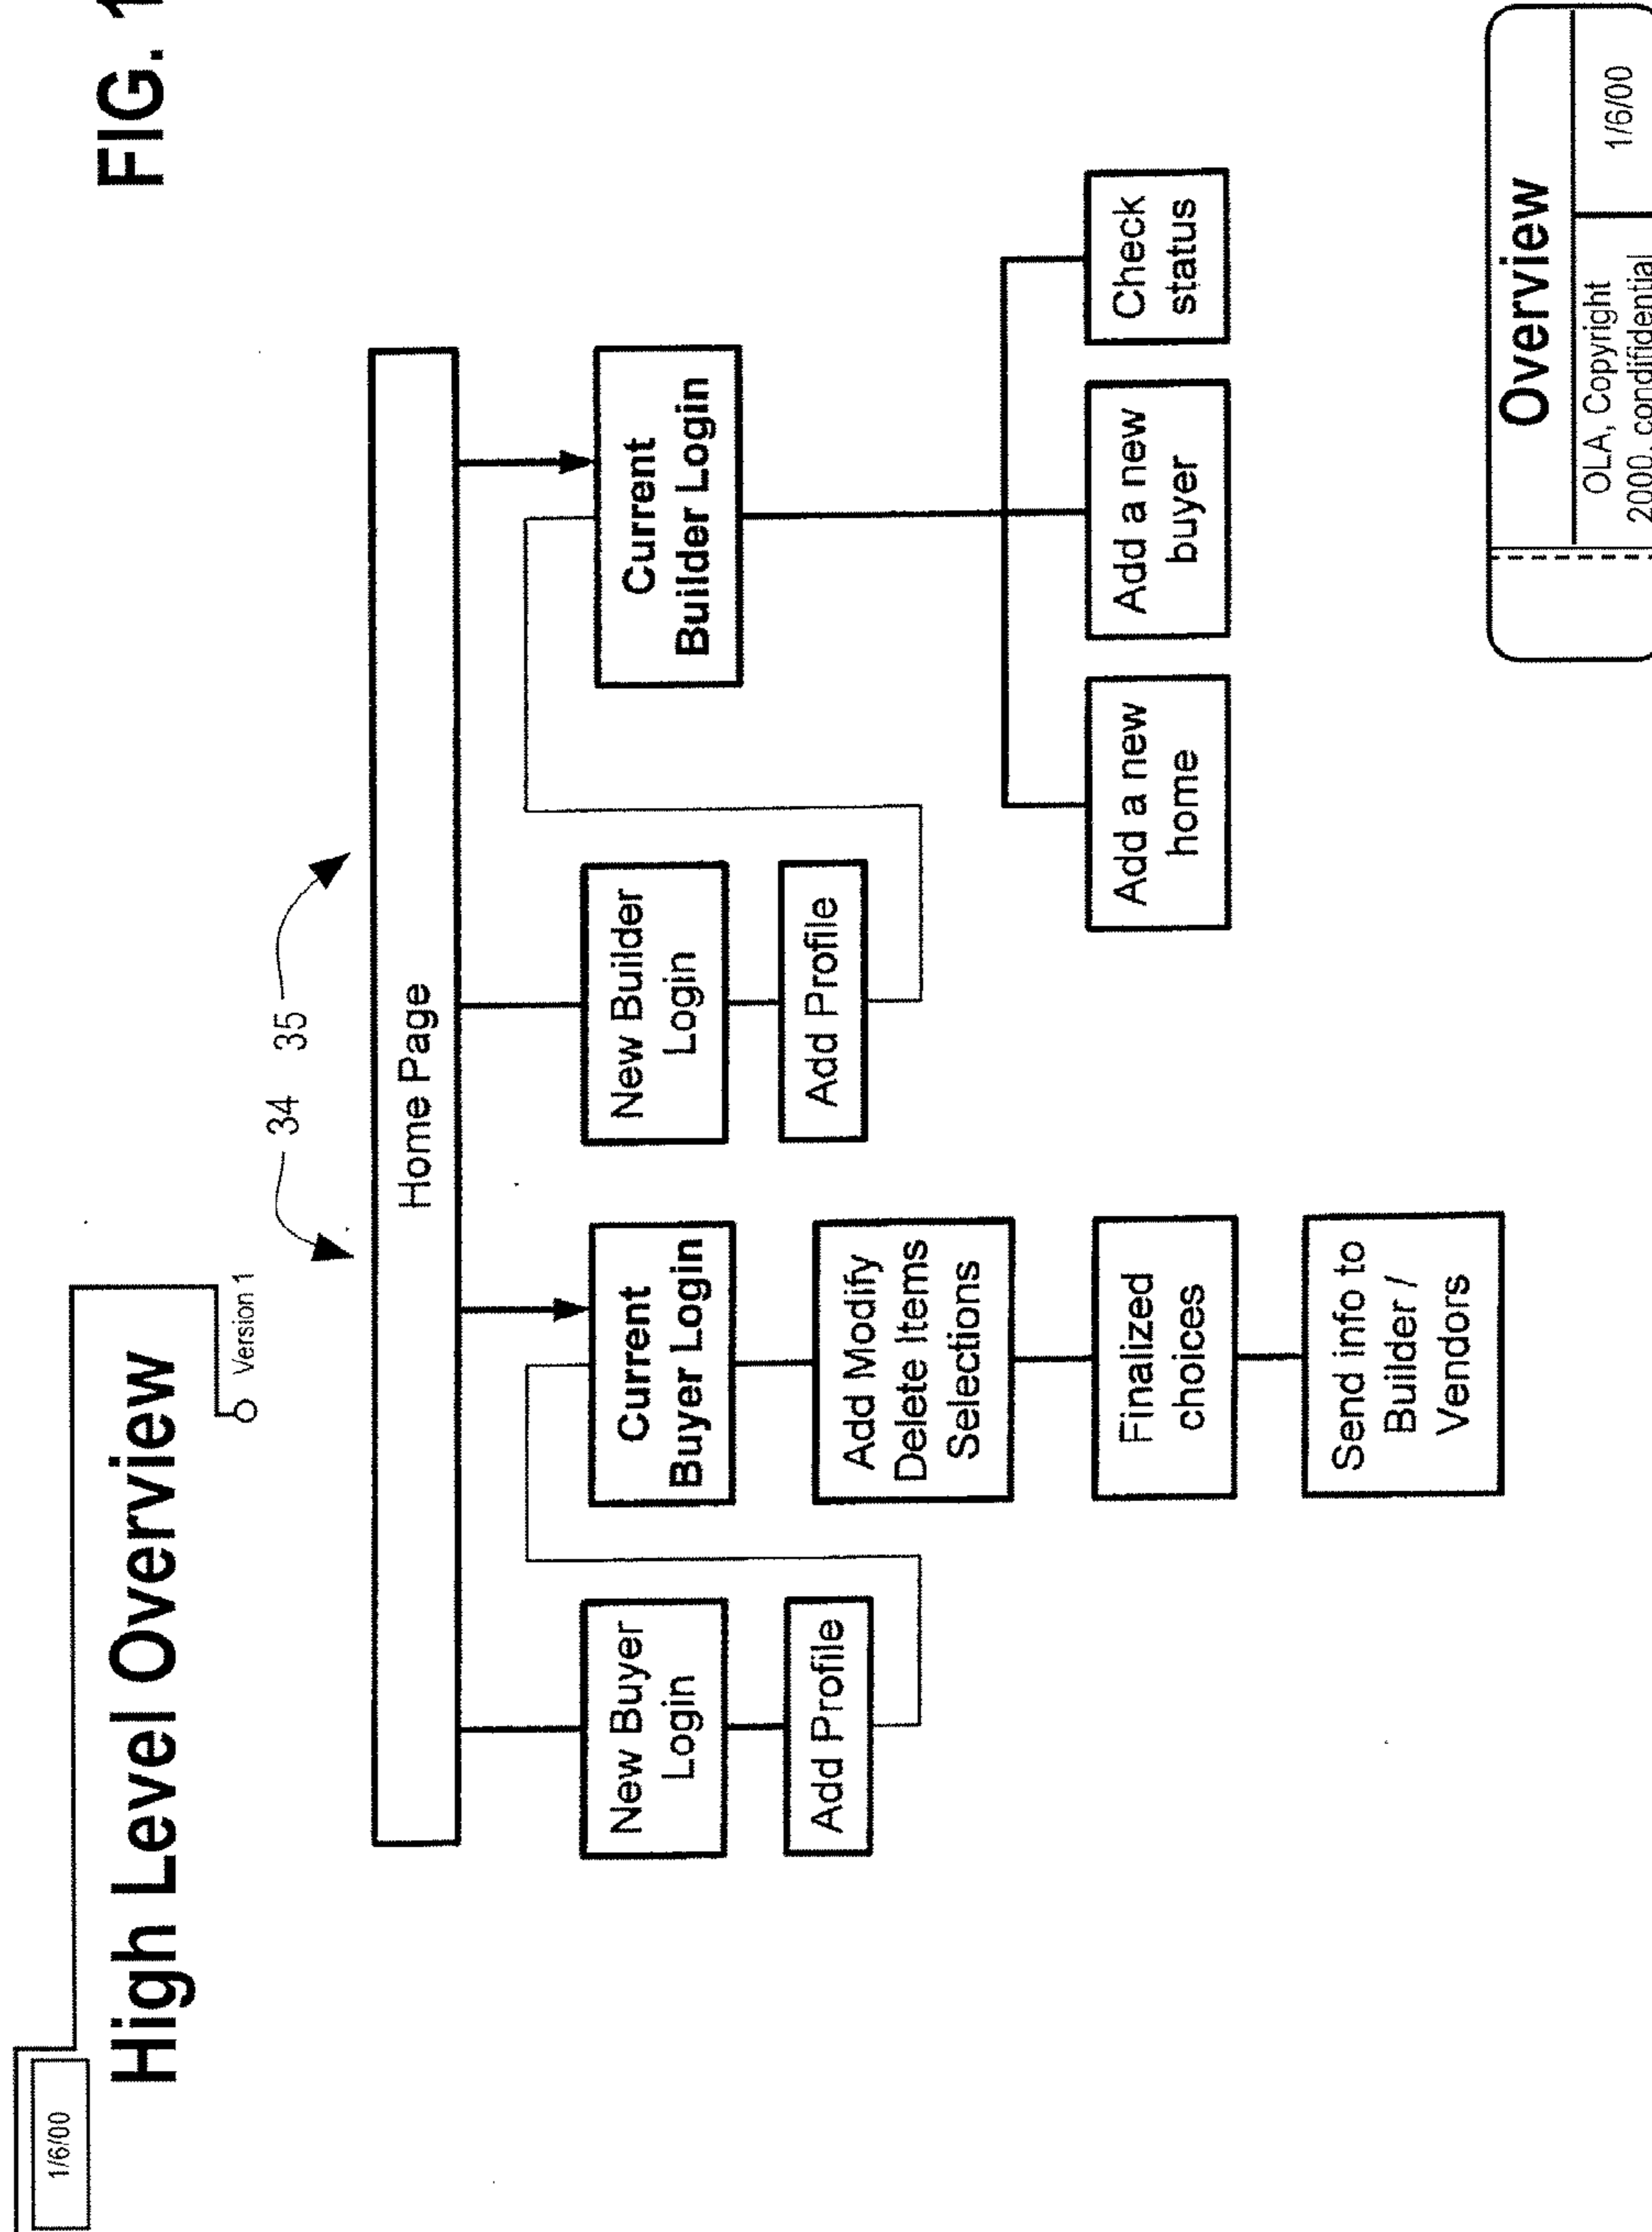 1/6/00
High Level Overview
Version 1
FIG. 1
34
35
Home Page
New Buyer
Login
Add Profile
Current
Buyer Login
Add Modify
Delete Items
Selections
Finalized
choices
Send info to
Builder /
Vendors
New Builder
Login
Add Profile
Current
Builder Login
Add a new
home
Add a new
buyer
Check
status
Overview
OLA, Copyright
2000, condifidential
1/6/00